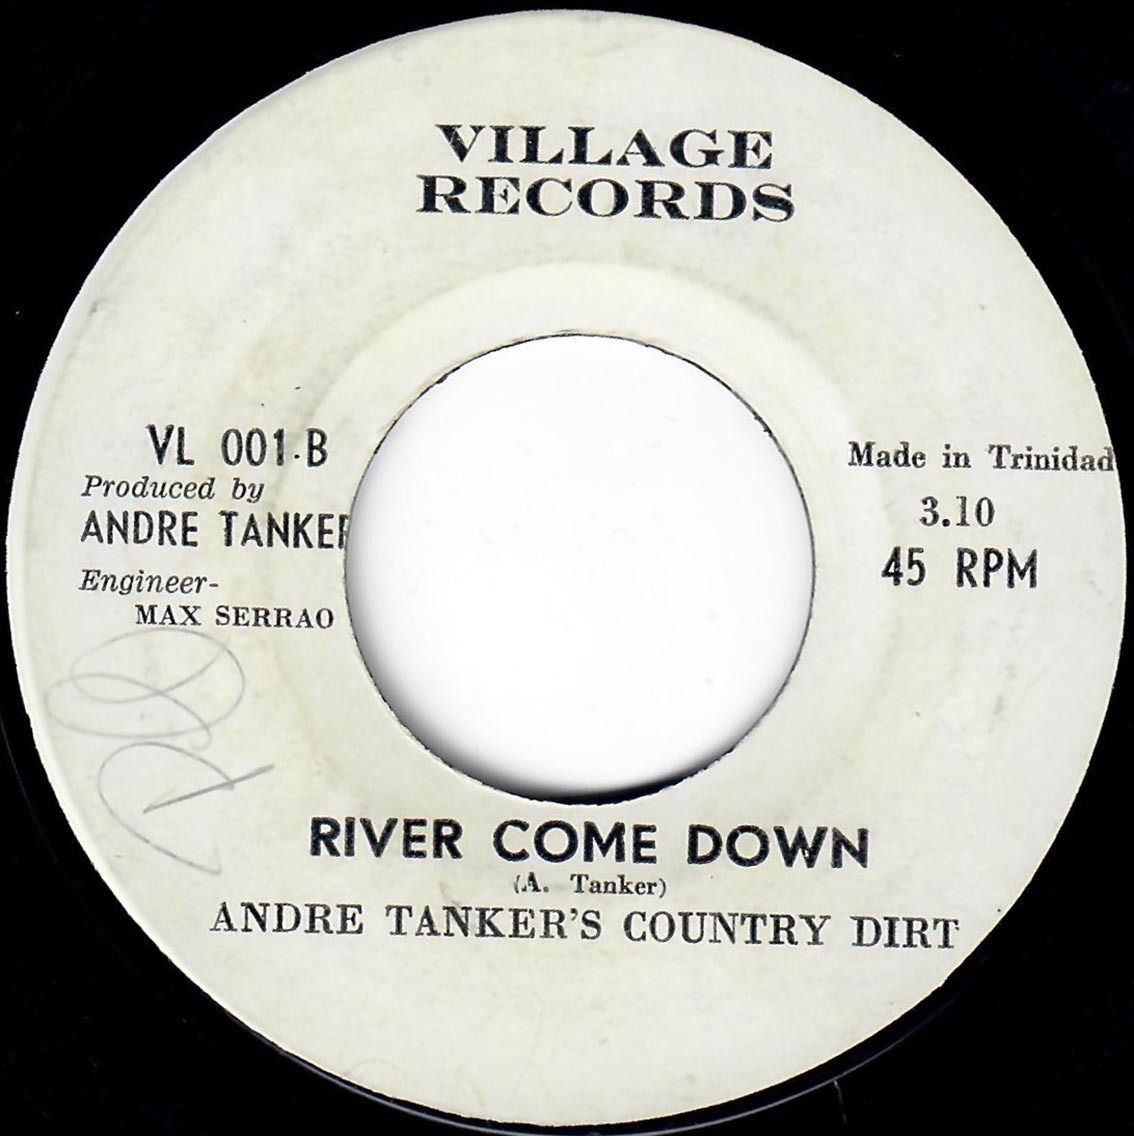 VILLAGE
RECORDS
VL 001-B
Produced by
ANDRE TANKER
Engineer-
MAX SERRAO
Made in Trinidad
3.10
45 RPM
RIVER COME DOWN
(A. Tanker)
ANDRE TANKER'S COUNTRY DIRT